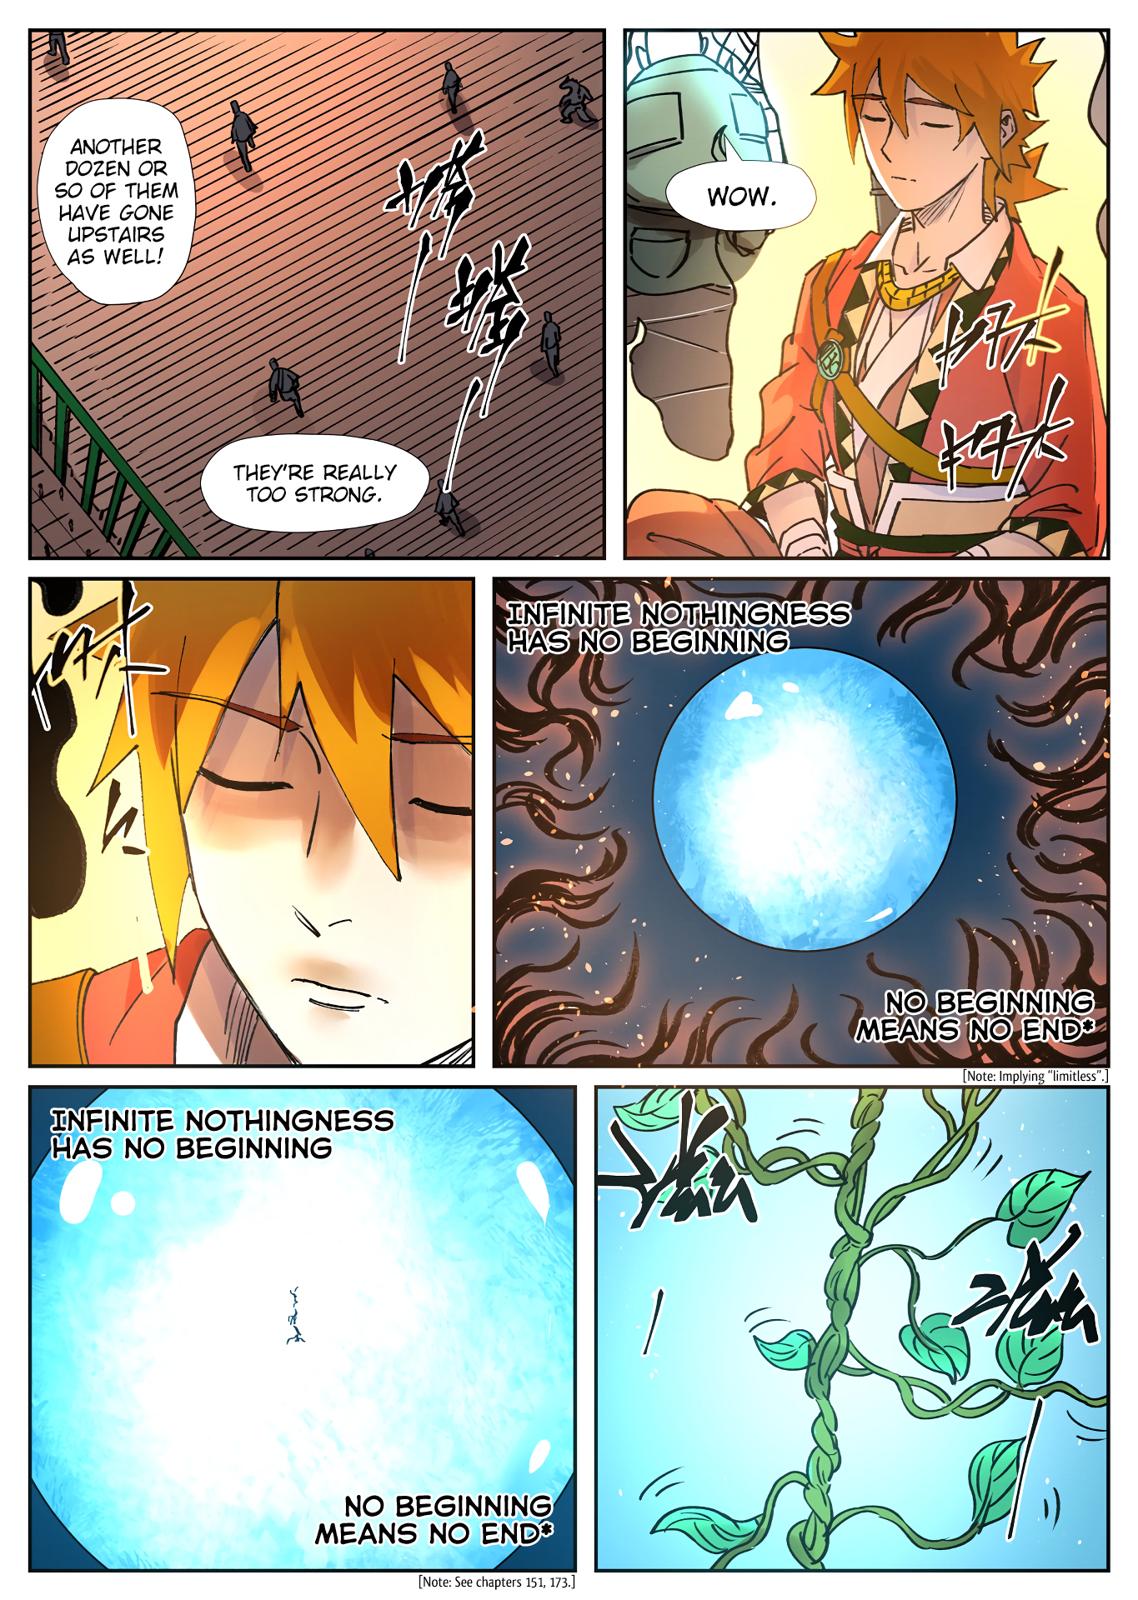 ANOTHER
DOZEN OR
SO OF THEM
HAVE GONE
UPSTAIRS
AS WELL!
THEY'RE REALLY
TOO STRONG.
WOW.
INFINITE NOTHINGNESS
HAS NO BEGINNING
NO BEGINNING
MEANS NO END*
[Note: Implying "limitless".]
INFINITE NOTHINGNESS
HAS NO BEGINNING
NO BEGINNING
MEANS NO END*
[Note: See chapters 151, 173.]